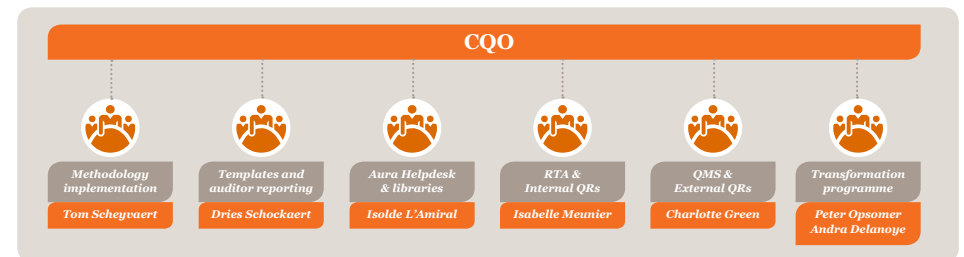 CQO
Methodology
implementation
Tom Scheyvaert
Templates and
auditor reporting
Dries Schockaert
Aura Helpdesk
& libraries
Isolde L'Amiral
RTA &
Internal QRs
Isabelle Meunier
QMS &
External QRs
Charlotte Green
Transformation
programme
Peter Opsomer
Andra Delanoye